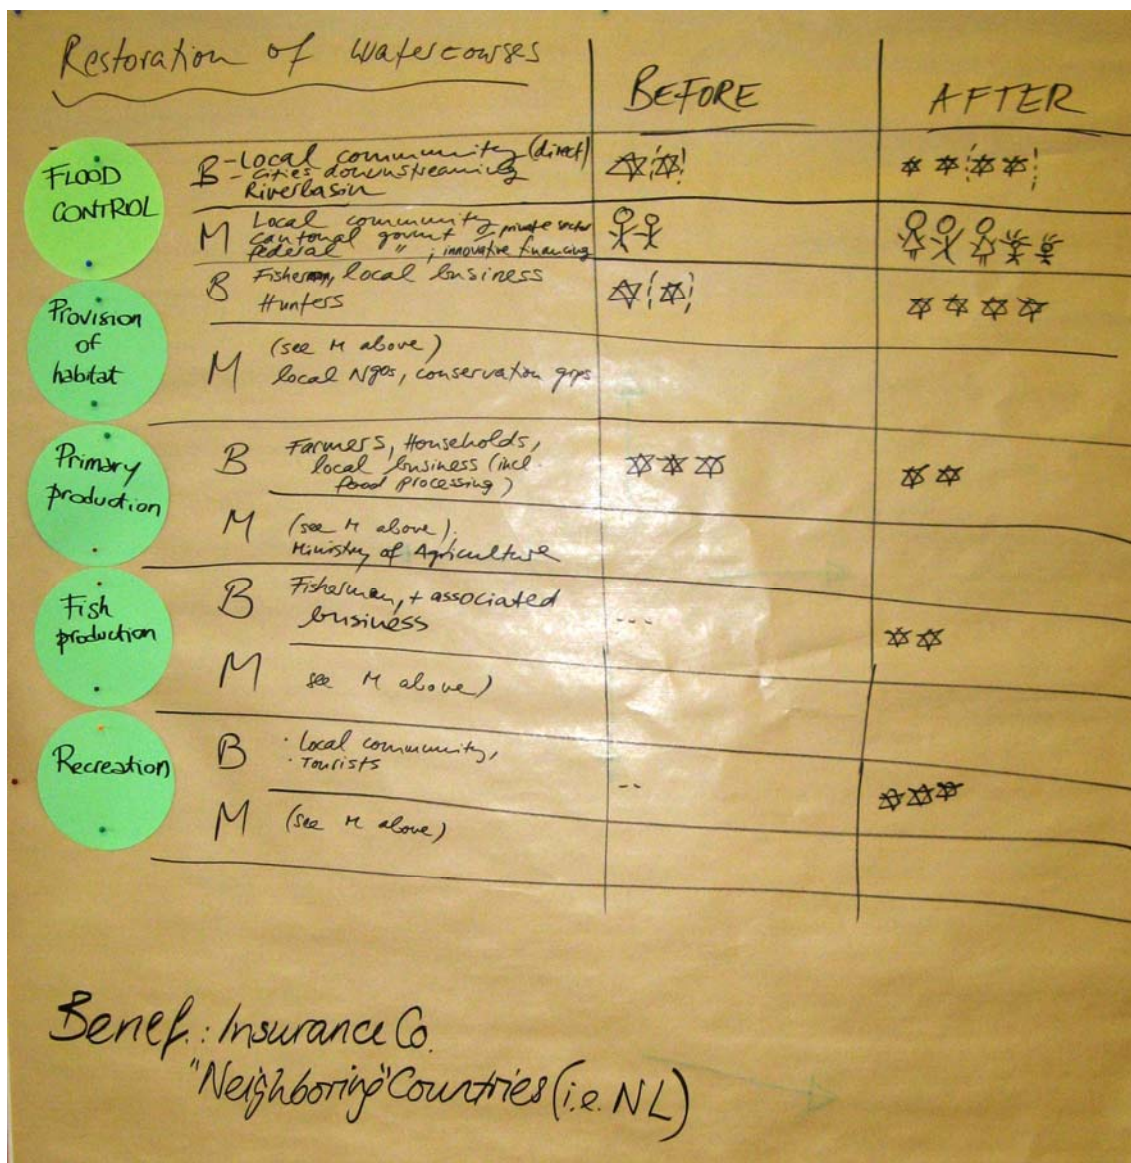 Restoration of watercourses
BEFORE
AFTER
FLOOD
CONTROL
B - Local community (direct)
- Cities downstreaming
Riverbasin
M Local community
cantonal governt, private sector
federal " ; innovative financing
Provision
of
habitat
B Fisherman, local business
Hunters
M (see M above)
local Ngos, conservation grps
Primary
production
B Farmers, Households,
local business (incl.
food processing)
M (see M above).
Ministry of Agriculture
Fish
production
B Fisherman, + associated
business
---
M see M above)
Recreation
B · Local community,
· Tourists
--
M (see M above)
Benef.: Insurance Co.
"Neighboring" Countries (i.e. NL)